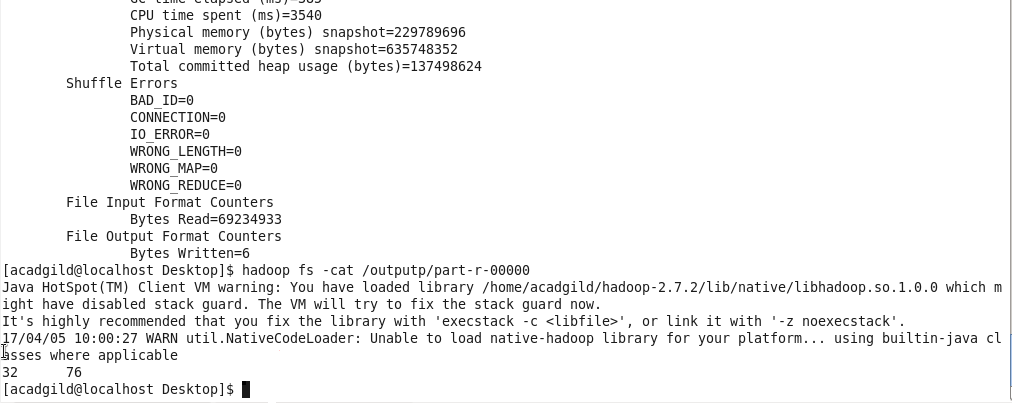 GC time elapsed (ms)=385
CPU time spent (ms)=3540
Physical memory (bytes) snapshot=229789696
Virtual memory (bytes) snapshot=635748352
Total committed heap usage (bytes)=137498624
Shuffle Errors
BAD_ID=0
CONNECTION=0
IO_ERROR=0
WRONG_LENGTH=0
WRONG_MAP=0
WRONG_REDUCE=0
File Input Format Counters
Bytes Read=69234933
File Output Format Counters
Bytes Written=6
[acadgild@localhost Desktop]$ hadoop fs -cat /outputp/part-r-00000
Java HotSpot(TM) Client VM warning: You have loaded library /home/acadgild/hadoop-2.7.2/lib/native/libhadoop.so.1.0.0 which m
ight have disabled stack guard. The VM will try to fix the stack guard now.
It's highly recommended that you fix the library with 'execstack -c <libfile>', or link it with '-z noexecstack'.
17/04/05 10:00:27 WARN util.NativeCodeLoader: Unable to load native-hadoop library for your platform... using builtin-java cl
asses where applicable
32 76
[acadgild@localhost Desktop]$